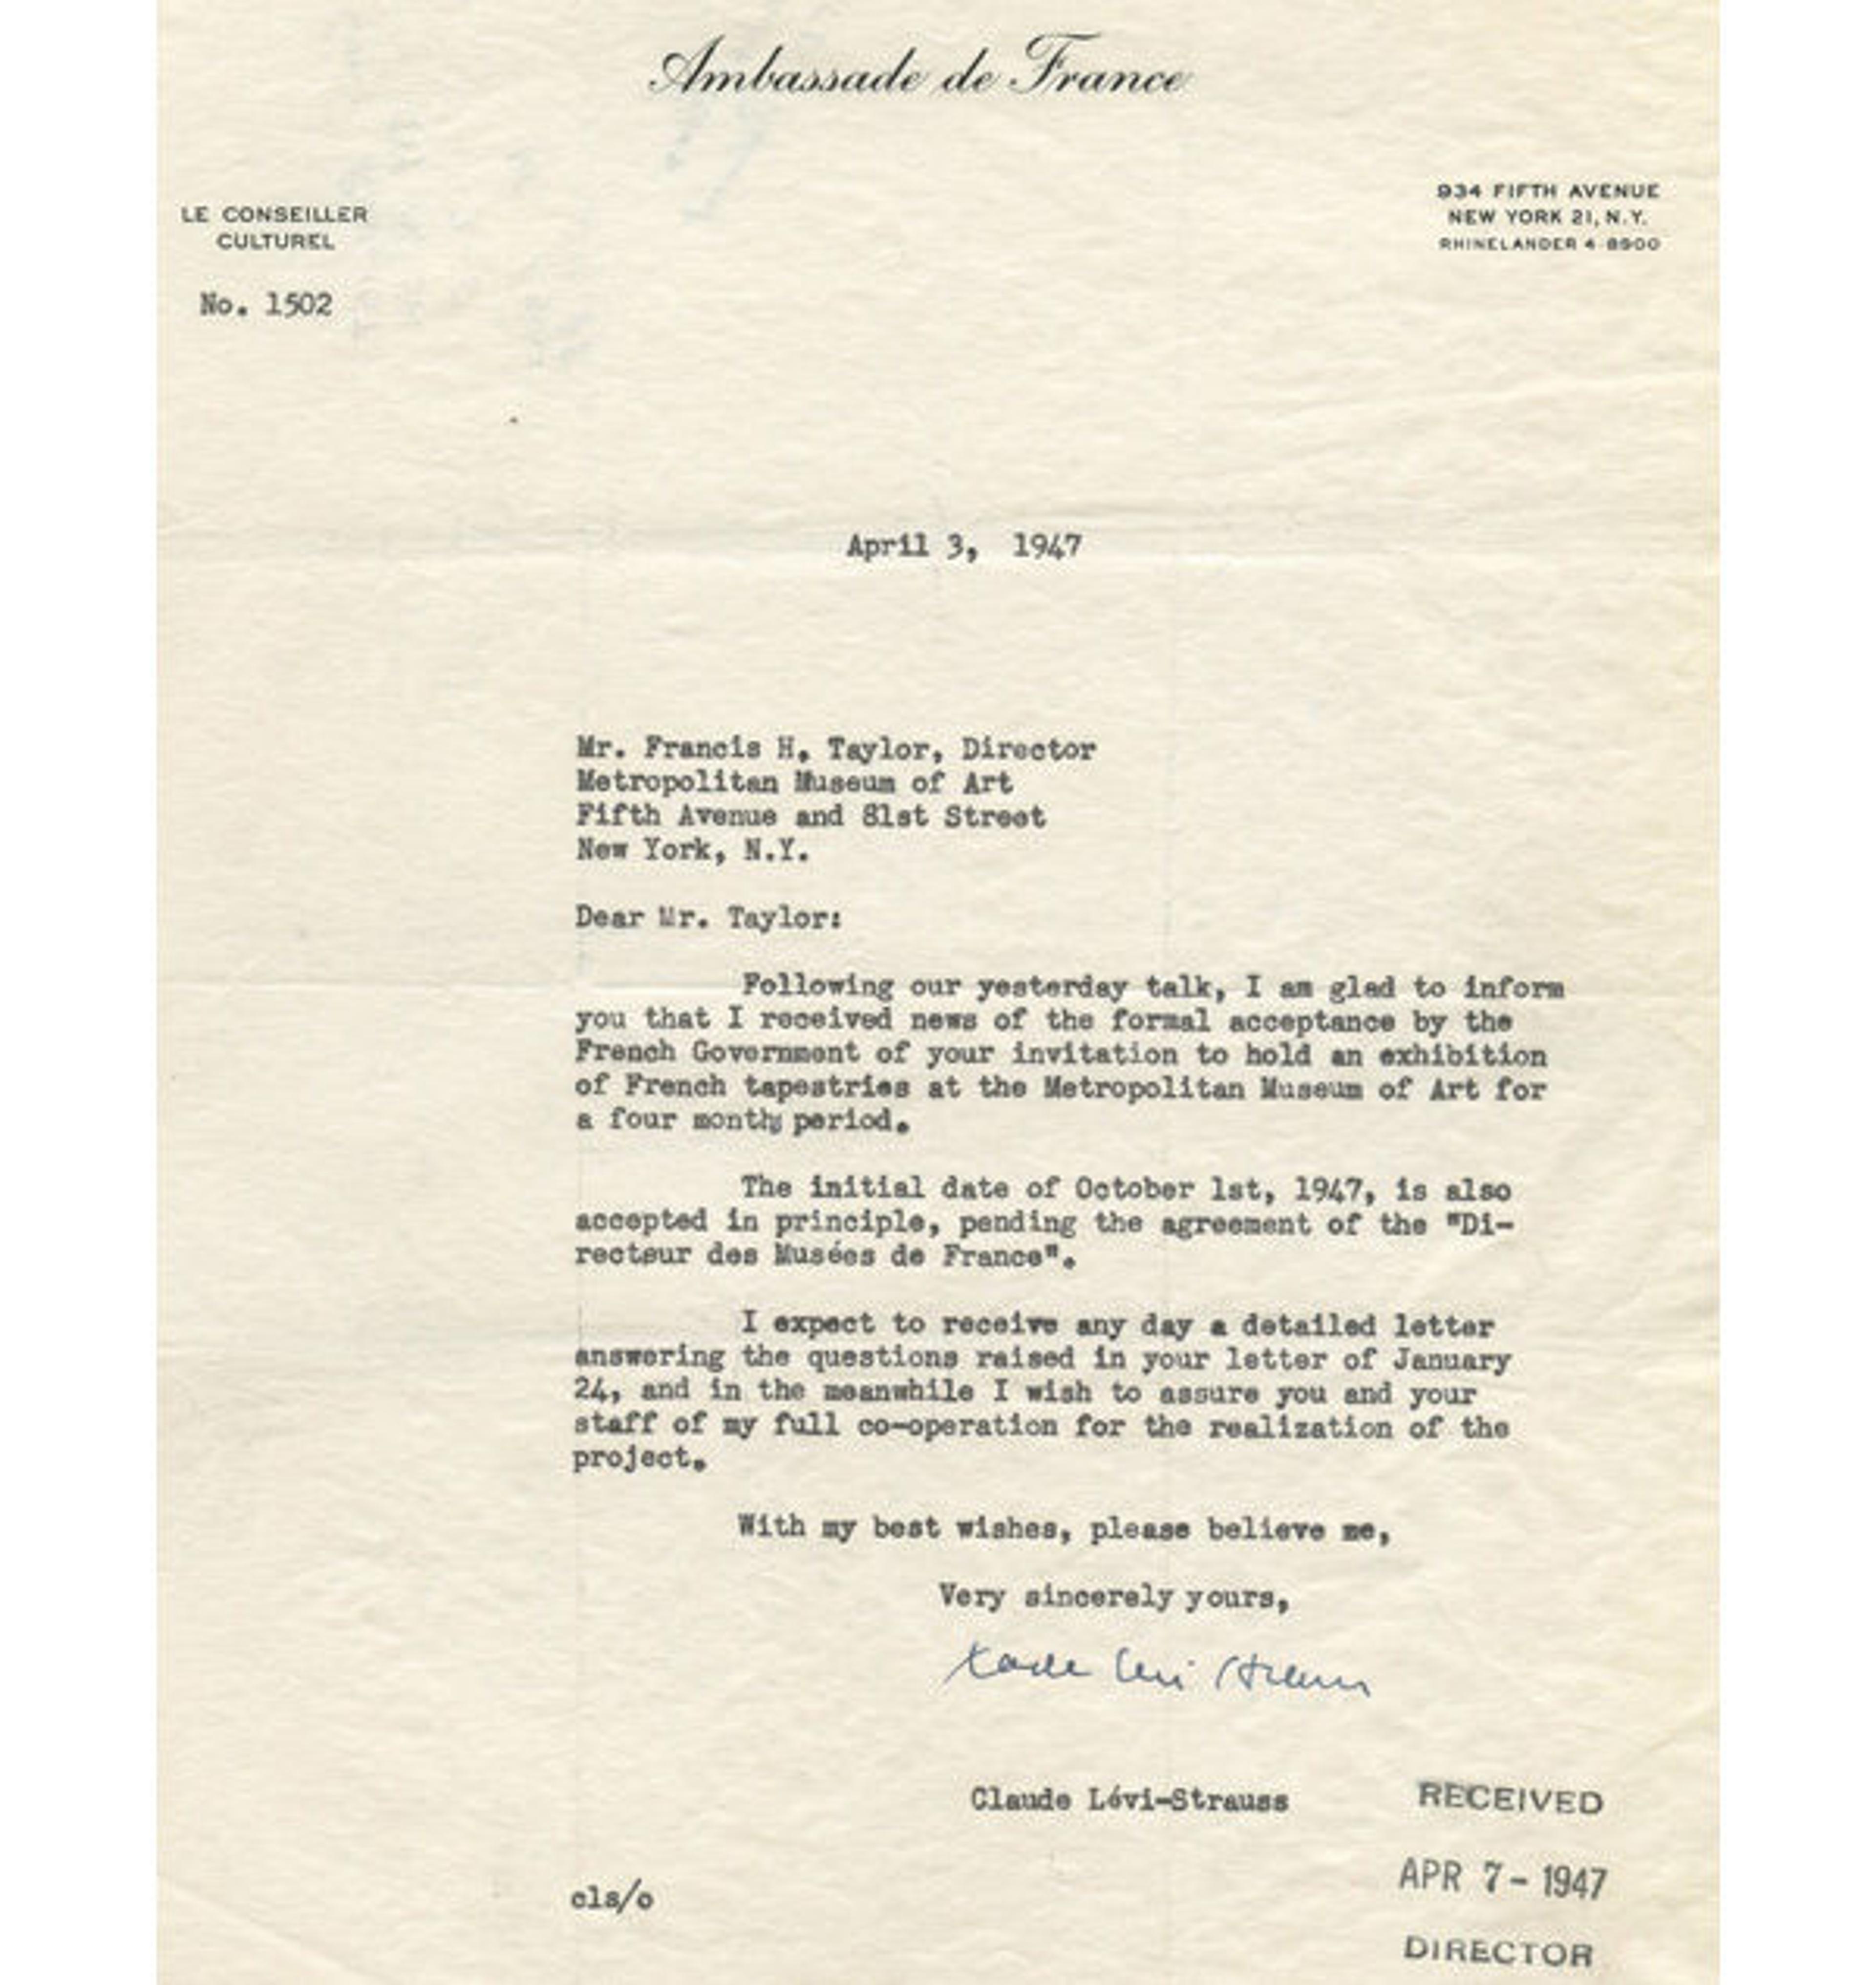 Ambassade de France
LE CONSEILLER
CULTUREL
No. 1502
934 FIFTH AVENUE
NEW YORK 21, N.Y.
RHINELANDER 4-8900
April 3, 1947
Mr. Francis H. Taylor, Director
Metropolitan Museum of Art
Fifth Avenue and 81st Street
New York, N.Y.
Dear Mr. Taylor:
Following our yesterday talk, I am glad to inform
you that I received news of the formal acceptance by the
French Government of your invitation to hold an exhibition
of French tapestries at the Metropolitan Museum of Art for
a four month period.
The initial date of October 1st, 1947, is also
accepted in principle, pending the agreement of the "Di-
recteur des Musées de France".
I expect to receive any day a detailed letter
answering the questions raised in your letter of January
24, and in the meanwhile I wish to assure you and your
staff of my full co-operation for the realization of the
project.
With my best wishes, please believe me,
Very sincerely yours,
Claude Lévi Strauss
Claude Lévi-Strauss
RECEIVED
APR 7 - 1947
DIRECTOR
cls/o